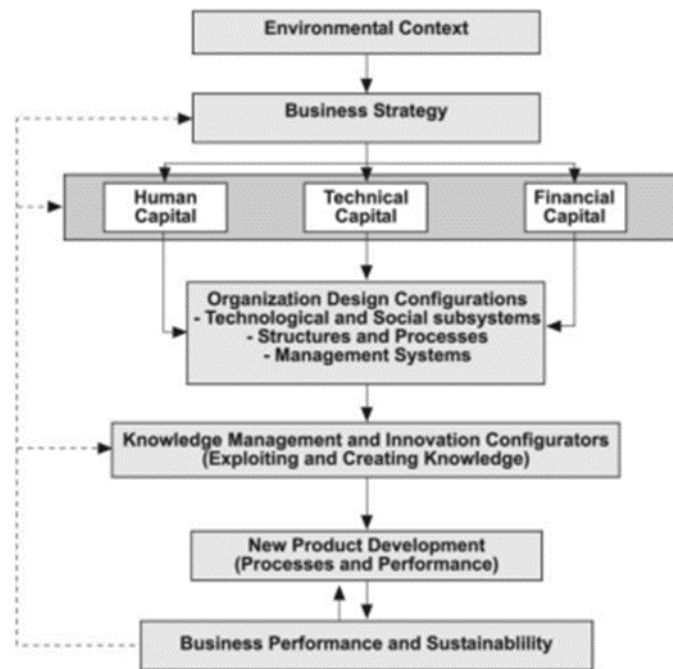 Environmental Context
Business Strategy
Human
Capital
Technical
Capital
Financial
Capital
Organization Design Configurations
- Technological and Social subsystems
- Structures and Processes
- Management Systems
Knowledge Management and Innovation Configurators
(Exploiting and Creating Knowledge)
New Product Development
(Processes and Performance)
Business Performance and Sustainablility